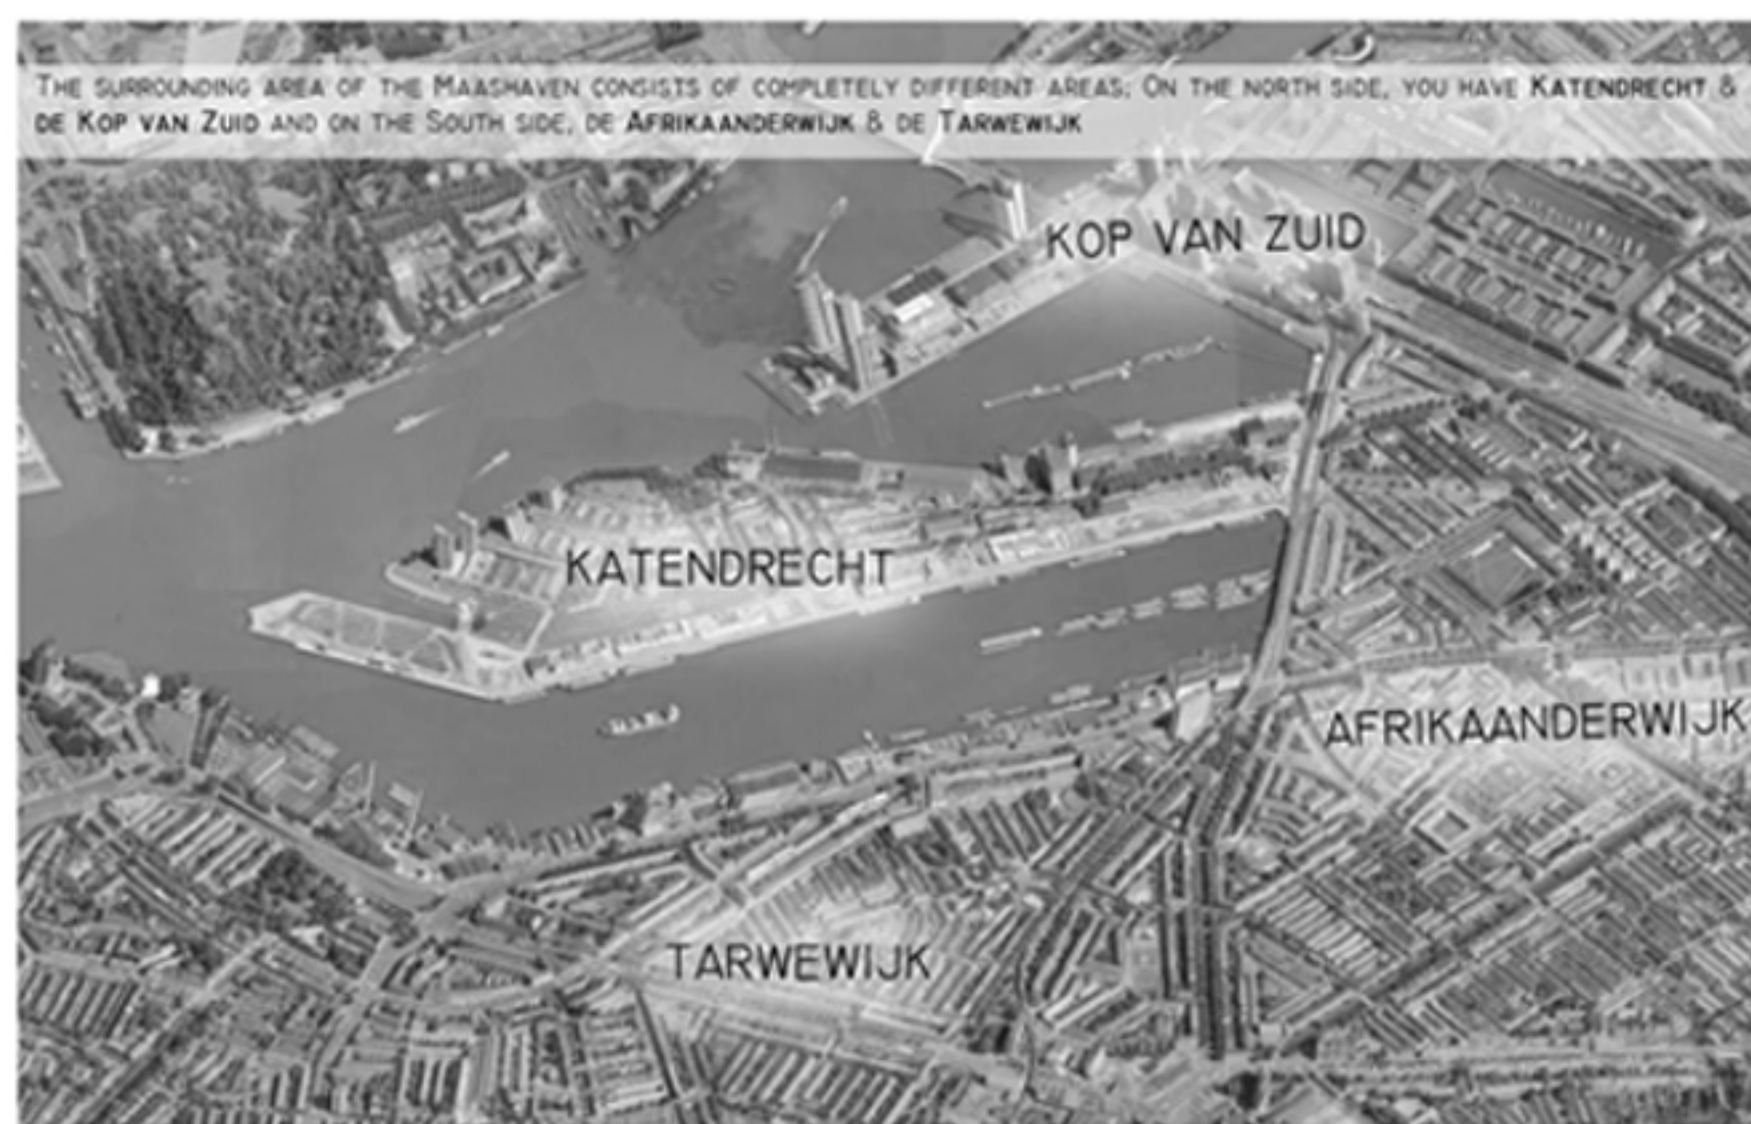 The surrounding area of the Maashaven consists of completely different areas; On the north side, you have Katendrecht &
de Kop van Zuid and on the South side, de Afrikaanderwijk & de Tarwewijk
KOP VAN ZUID
KATENDRECHT
AFRIKAANDERWIJK
TARWEWIJK